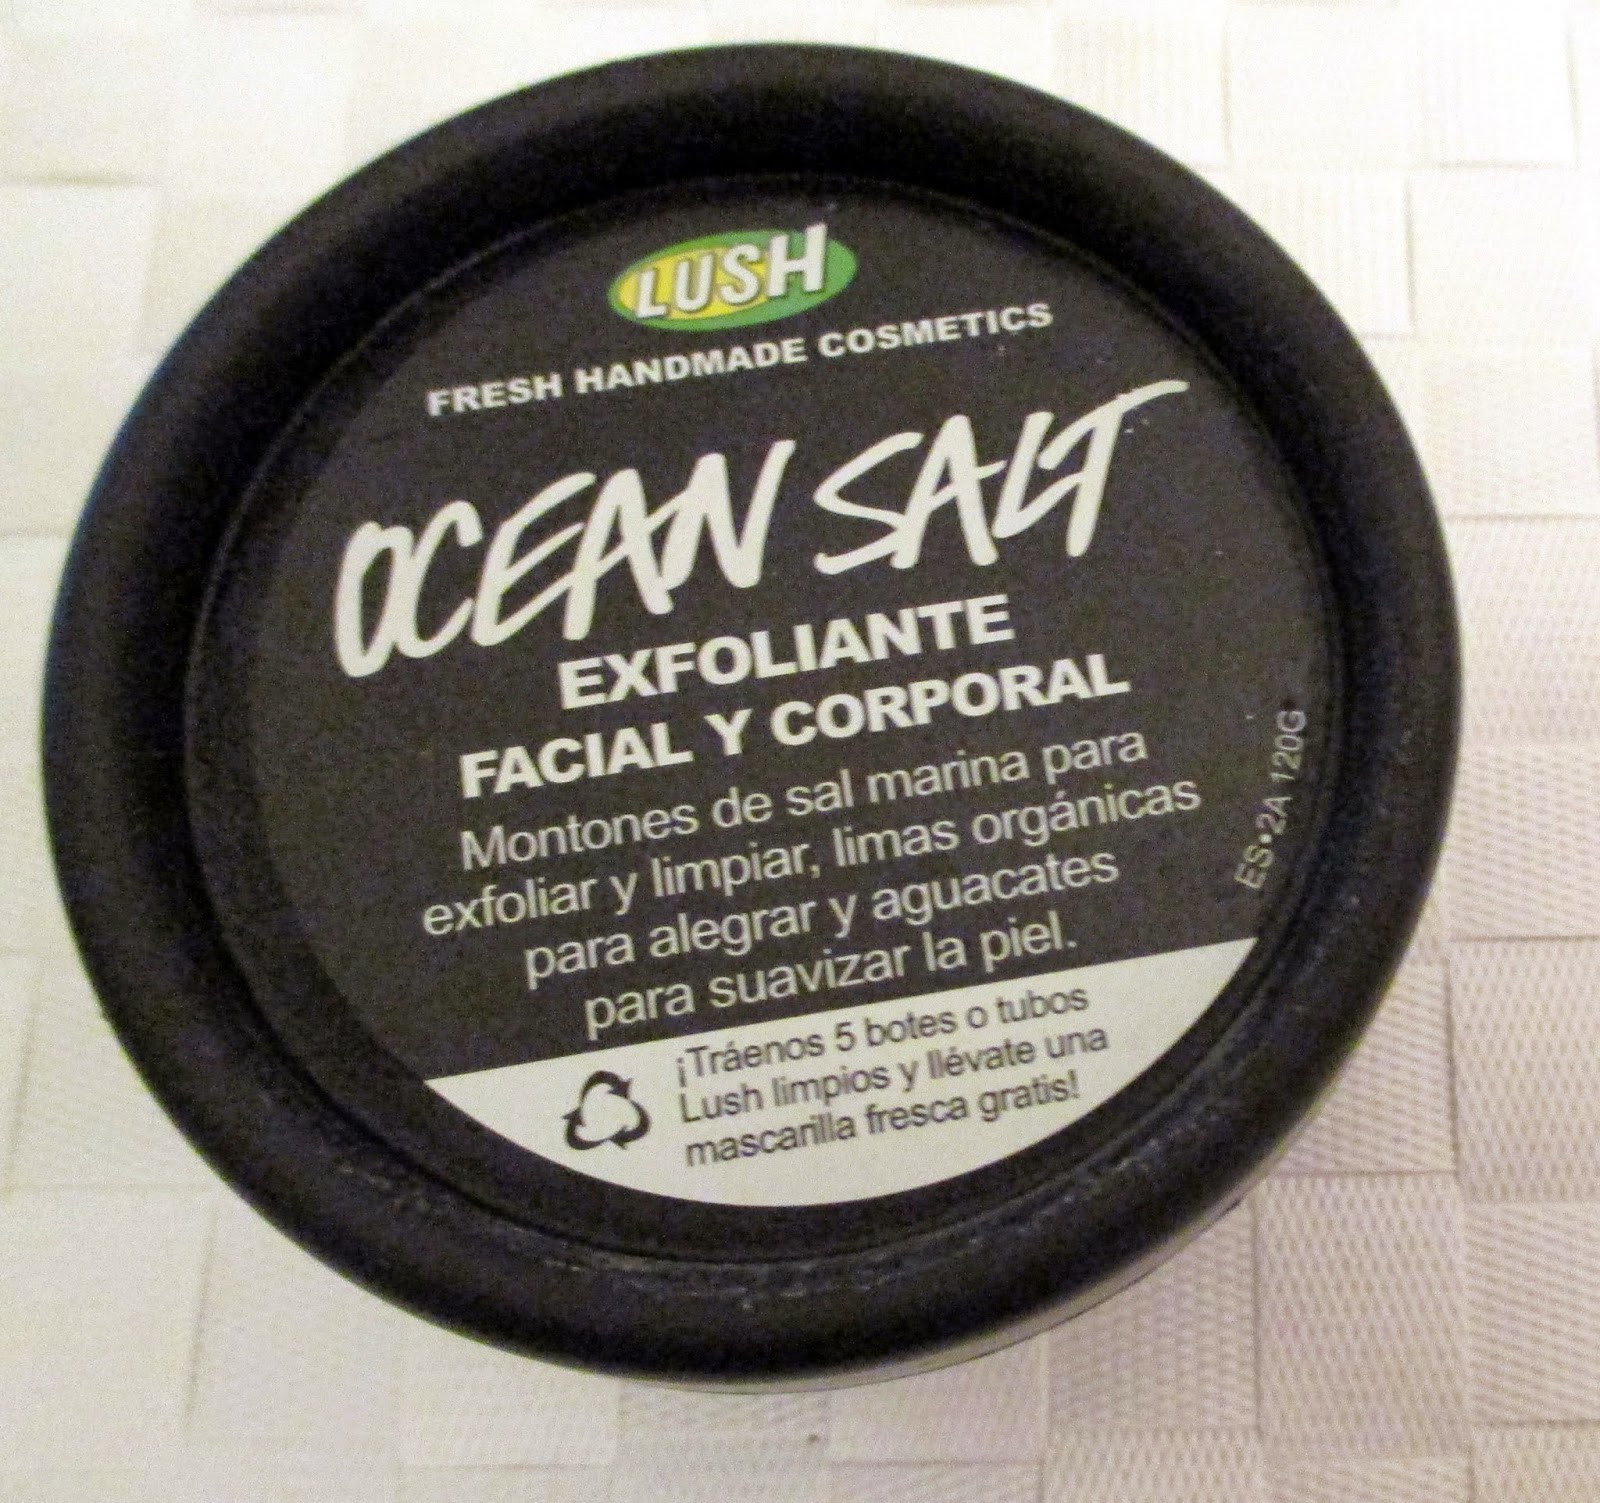 LUSH
FRESH HANDMADE COSMETICS
OCEAN SALT
EXFOLIANTE
FACIAL Y CORPORAL
Montones de sal marina para
exfoliar y limpiar, limas orgánicas
para alegrar y aguacates
para suavizar la piel.
ES•2A 120G
¡Tráenos 5 botes o tubos
Lush limpios y llévate una
mascarilla fresca gratis!